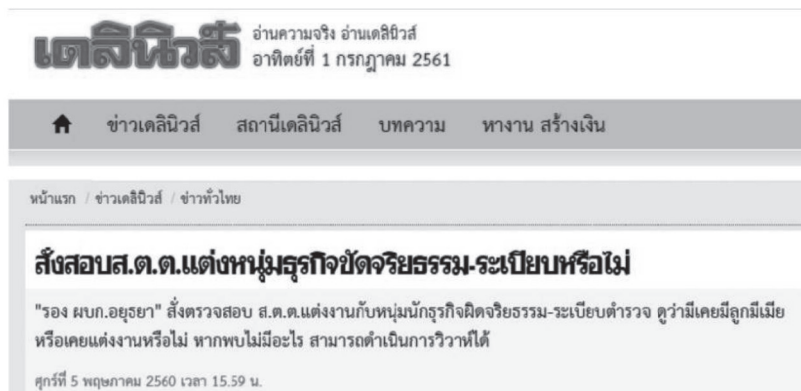 เดลินิวส์
อ่านความจริง อ่านเดลินิวส์
อาทิตย์ที่ 1 กรกฎาคม 2561
ข่าวเดลินิวส์ สถานีเดลินิวส์ บทความ หางาน สร้างเงิน
หน้าแรก / ข่าวเดลินิวส์ / ข่าวทั่วไทย
สั่งสอบส.ต.ต.แต่งหนุ่มธุรกิจขัดจริยธรรม-ระเบียบหรือไม่
"รอง ผบก.อยุธยา" สั่งตรวจสอบ ส.ต.ต.แต่งงานกับหนุ่มนักธุรกิจผิดจริยธรรม-ระเบียบตำรวจ ดูว่ามีเคยมีลูกมีเมีย
หรือเคยแต่งงานหรือไม่ หากพบไม่มีอะไร สามารถดำเนินการวิวาห์ได้
ศุกร์ที่ 5 พฤษภาคม 2560 เวลา 15.59 น.